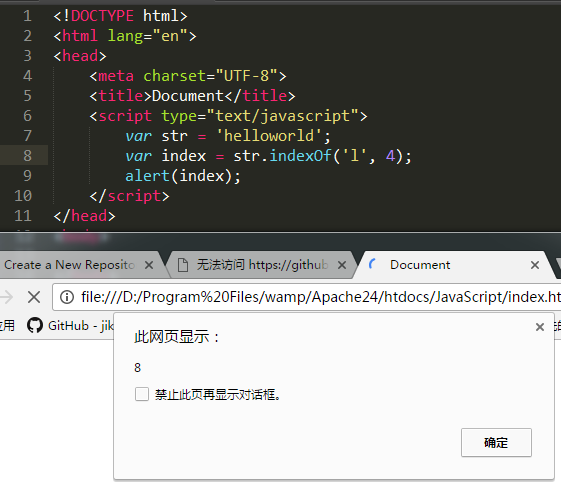 1 <!DOCTYPE html>
2 <html lang="en">
3 <head>
4 <meta charset="UTF-8">
5 <title>Document</title>
6 <script type="text/javascript">
7 var str = 'helloworld';
8 var index = str.indexOf('l', 4);
9 alert(index);
10 </script>
11 </head>
Create a New Reposito 无法访问 https://github Document
file:///D:/Program%20Files/wamp/Apache24/htdocs/JavaScript/index.ht
应用 GitHub - jik
此网页显示：
8
禁止此页再显示对话框。
确定